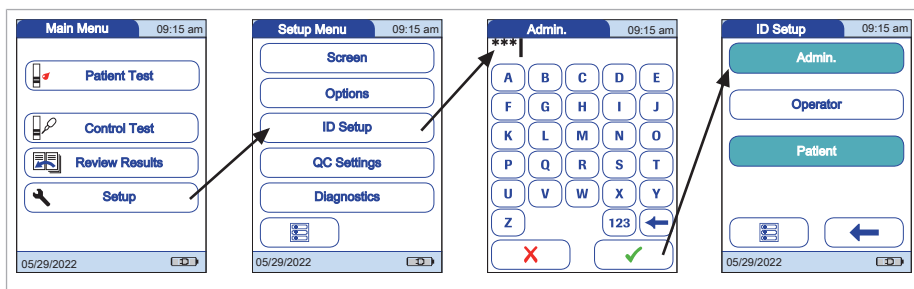 Main Menu 09:15 am
Patient Test
Control Test
Review Results
Setup
05/29/2022
Setup Menu 09:15 am
Screen
Options
ID Setup
QC Settings
Diagnostics
05/29/2022
Admin. 09:15 am
***
A B C D E
F G H I J
K L M N O
P Q R S T
U V W X Y
Z 123
ID Setup 09:15 am
Admin.
Operator
Patient
05/29/2022